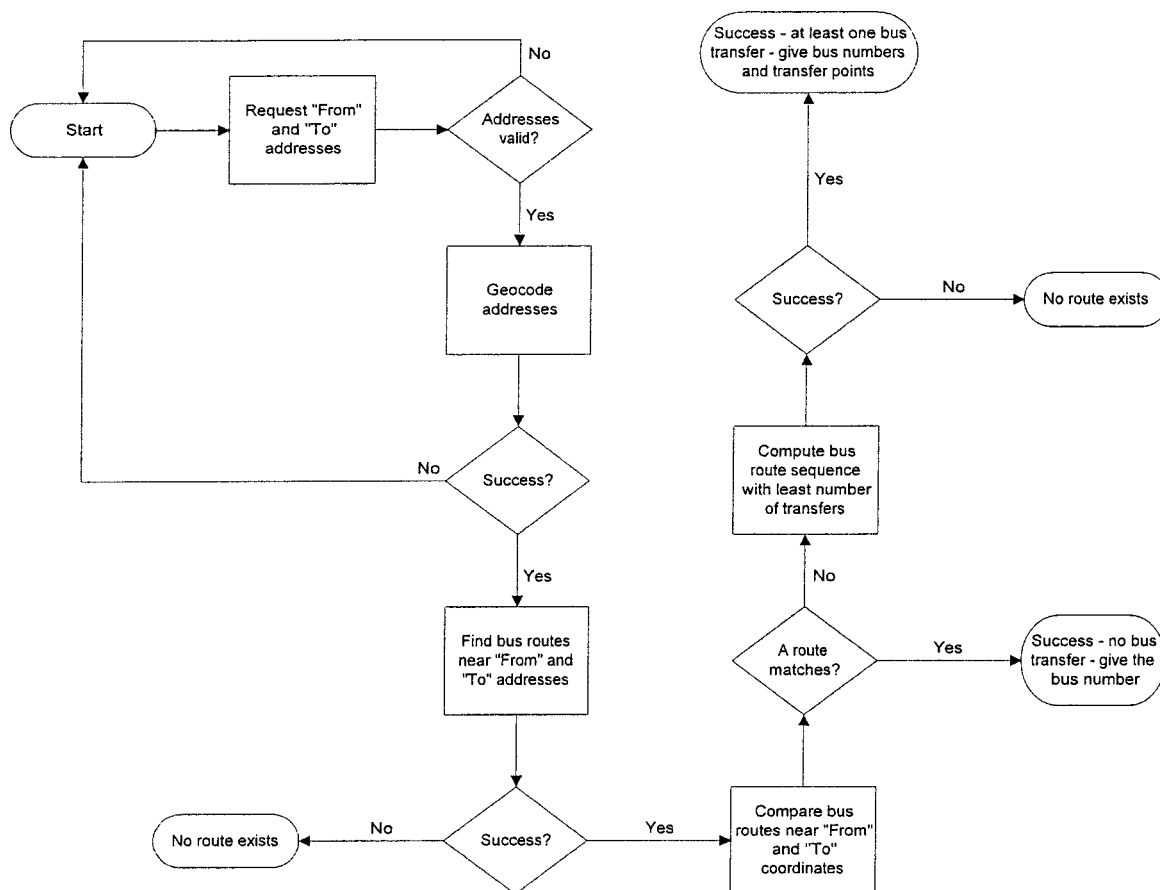 Start
Request "From"
and "To"
addresses
Addresses
valid?
No
Yes
Geocode
addresses
Success?
No
Yes
Find bus routes
near "From" and
"To" addresses
Success?
No
No route exists
Yes
Compare bus
routes near "From"
and "To"
coordinates
A route
matches?
Yes
Success - no bus
transfer - give the
bus number
No
Compute bus
route sequence
with least number
of transfers
Success?
No
No route exists
Yes
Success - at least one bus
transfer - give bus numbers
and transfer points